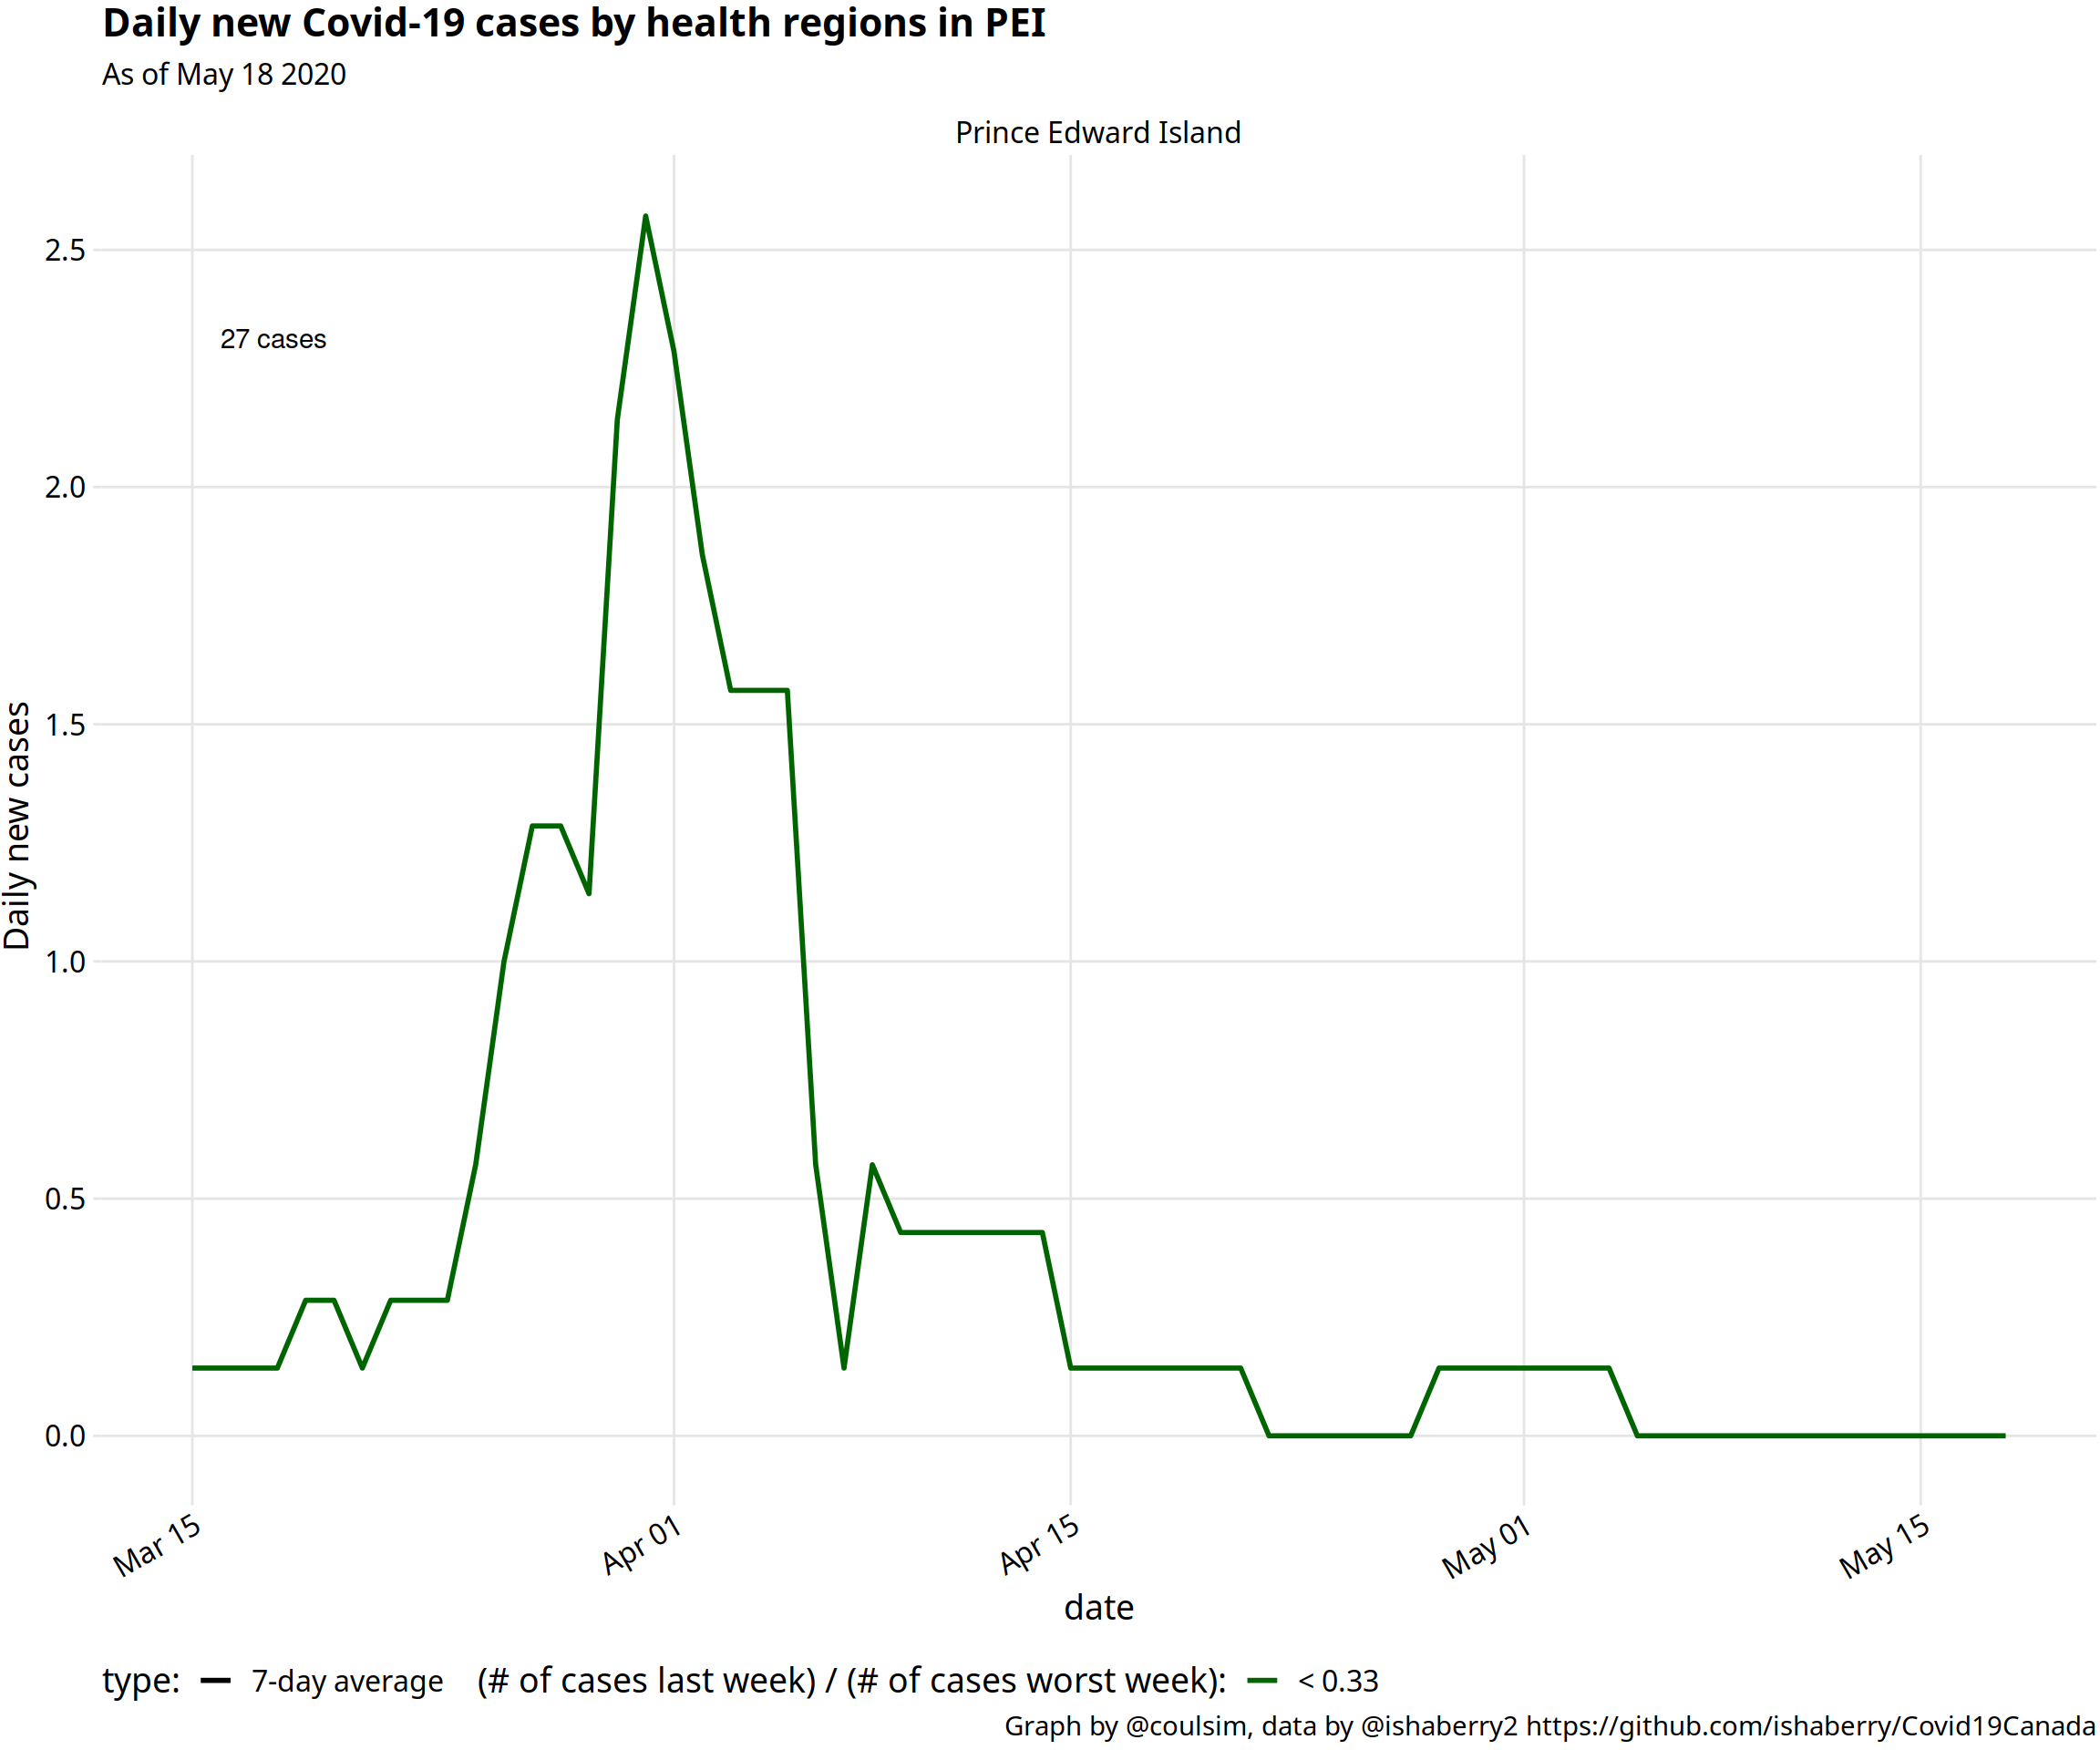 Daily new Covid-19 cases by health regions in PEI
As of May 18 2020
Prince Edward Island
2.5
27 cases
2.0
1.5
1.0
0.5
0.0
Daily new cases
Mar 15
Apr 01
Apr 15
May 01
May 15
date
type: 7-day average (# of cases last week) / (# of cases worst week): < 0.33
Graph by @coulsim, data by @ishaberry2 https://github.com/ishaberry/Covid19Canada